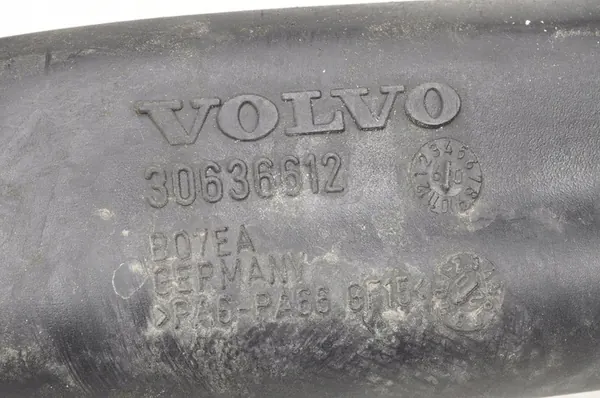 VOLVO
30636612
B07EA
GERMANY
>PA6-PA66 GF15<